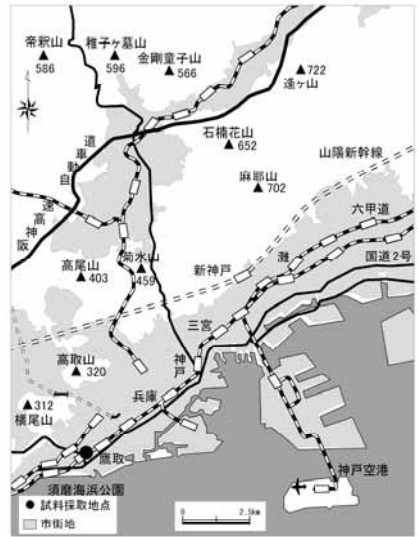 帝釈山
586
稚子ヶ墓山
596
金剛童子山
566
722
逢ヶ山
石楠花山
652
山陽新幹線
麻耶山
702
六甲道
阪神高速自動車道
菊水山
459
高尾山
403
新神戸
灘
国道2号
三宮
神戸
高取山
320
兵庫
312
横尾山
鷹取
神戸空港
須磨海浜公園
試料採取地点
市街地
0
2.5km